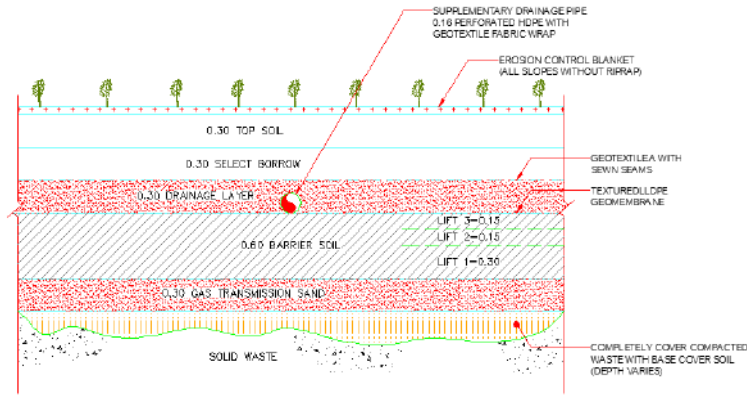 SUPPLEMENTARY DRAINAGE PIPE
0.16 PERFORATED HDPE WITH
GEOTEXTILE FABRIC WRAP
EROSION CONTROL BLANKET
(ALL SLOPES WITHOUT RIPRAP)
0.30 TOP SOIL
0.30 SELECT BORROW
GEOTEXTILEA WITH
SEWN SEAMS
0.30 DRAINAGE LAYER
TEXTUREDLLDPE
GEOMEMBRANE
LIFT 3=0.15
LIFT 2=0.15
0.60 BARRIER SOIL
LIFT 1=0.30
0.30 GAS TRANSMISSION SAND
COMPLETELY COVER COMPACTED
WASTE WITH BASE COVER SOIL
(DEPTH VARIES)
SOLID WASTE